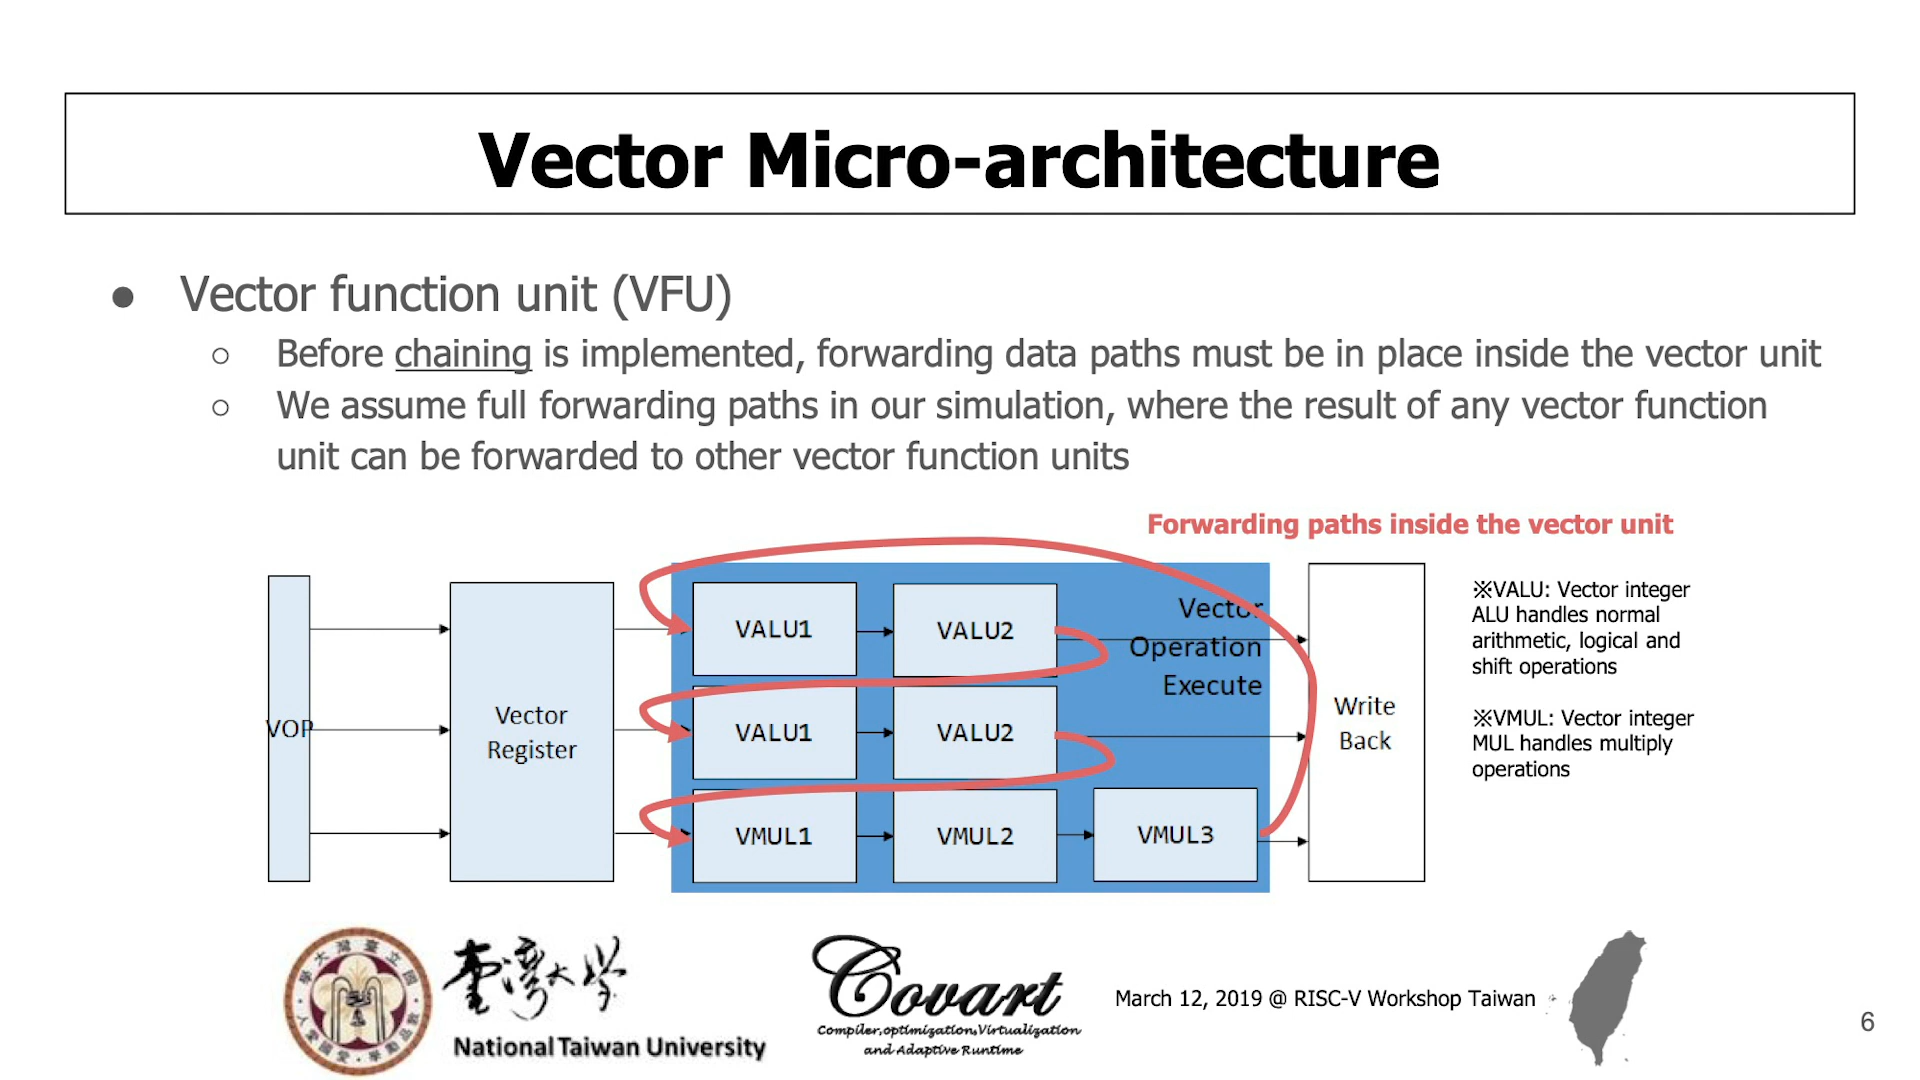 Vector Micro-architecture
● Vector function unit (VFU)
○ Before chaining is implemented, forwarding data paths must be in place inside the vector unit
○ We assume full forwarding paths in our simulation, where the result of any vector function
unit can be forwarded to other vector function units
Forwarding paths inside the vector unit
VOP
Vector
Register
VALU1
VALU2
VALU1
VALU2
VMUL1
VMUL2
VMUL3
Vector
Operation
Execute
Write
Back
※VALU: Vector integer
ALU handles normal
arithmetic, logical and
shift operations
※VMUL: Vector integer
MUL handles multiply
operations
臺灣大學
National Taiwan University
Covart
Compiler,optimization,Virtualization
and Adaptive Runtime
March 12, 2019 @ RISC-V Workshop Taiwan
6